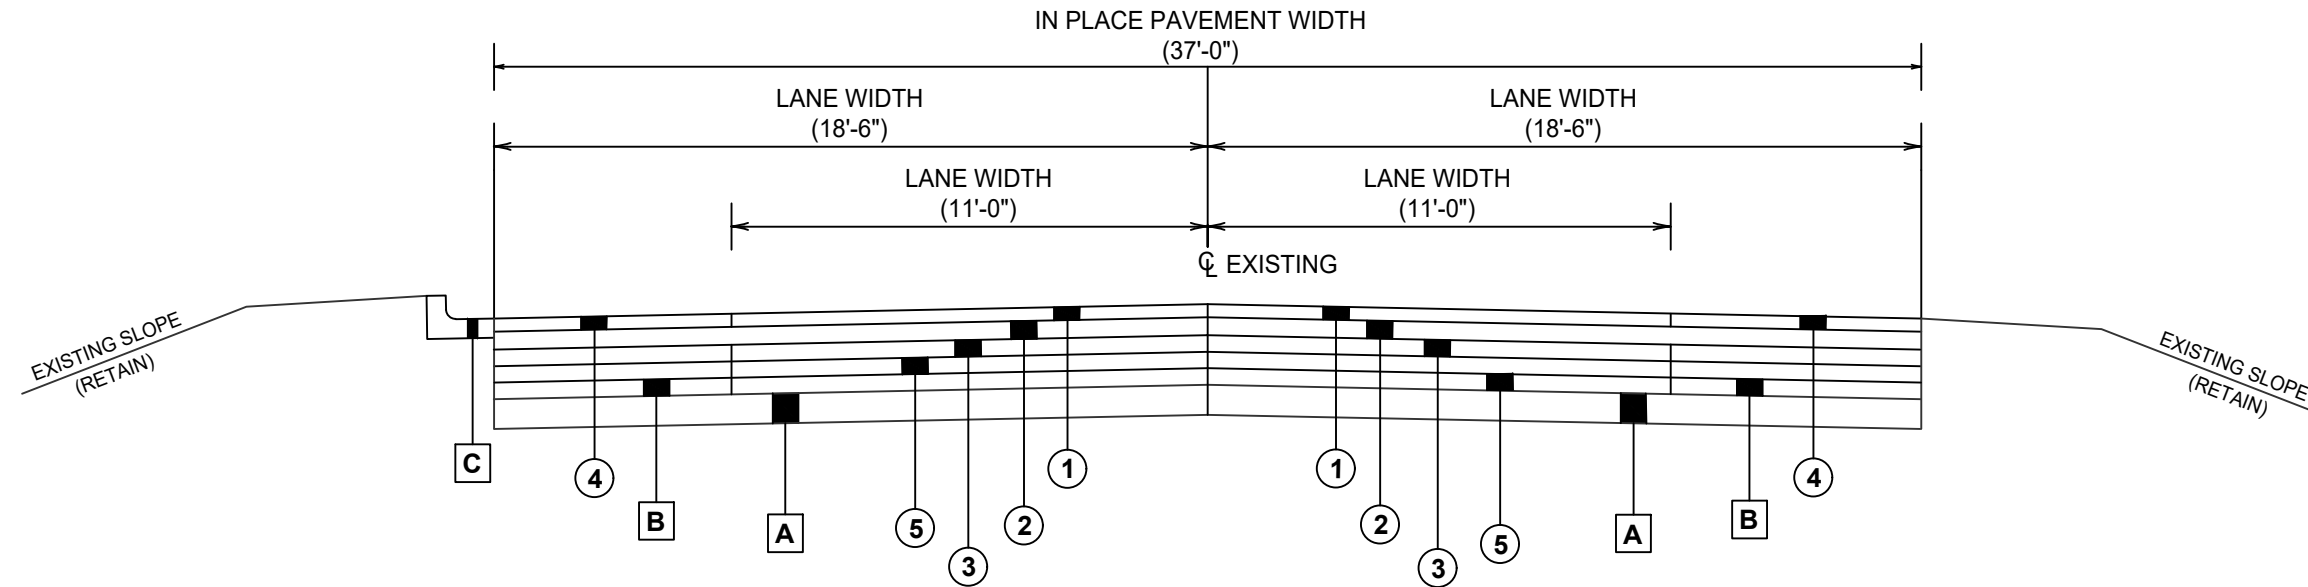 IN PLACE PAVEMENT WIDTH
(37'-0")
LANE WIDTH
(18'-6")
LANE WIDTH
(18'-6")
LANE WIDTH
(11'-0")
LANE WIDTH
(11'-0")
℄ EXISTING
EXISTING SLOPE
(RETAIN)
EXISTING SLOPE
(RETAIN)
C
4
B
A
5
3
2
1
1
2
3
5
A
B
4